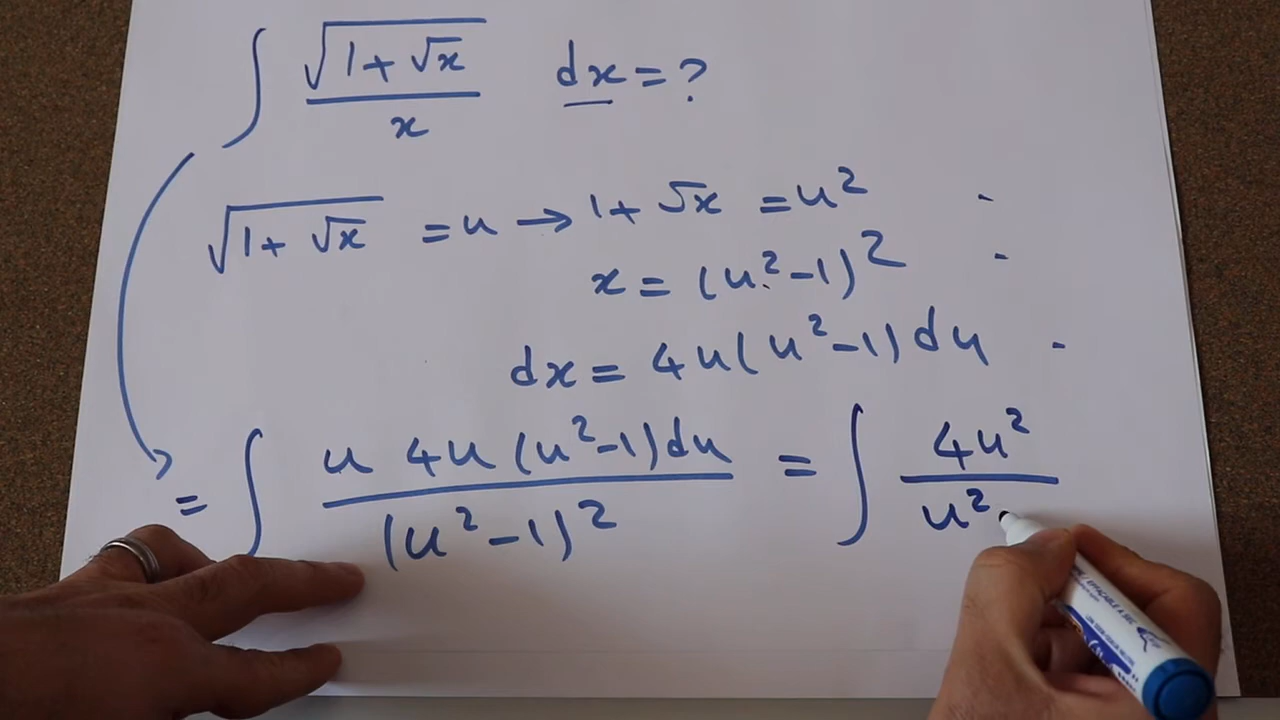 ∫ √(1+√x) / x dx = ?
√(1+√x) = u → 1+√x = u²
x = (u²-1)²
dx = 4u(u²-1)du
= ∫ u 4u(u²-1)du / (u²-1)² = ∫ 4u² / u²